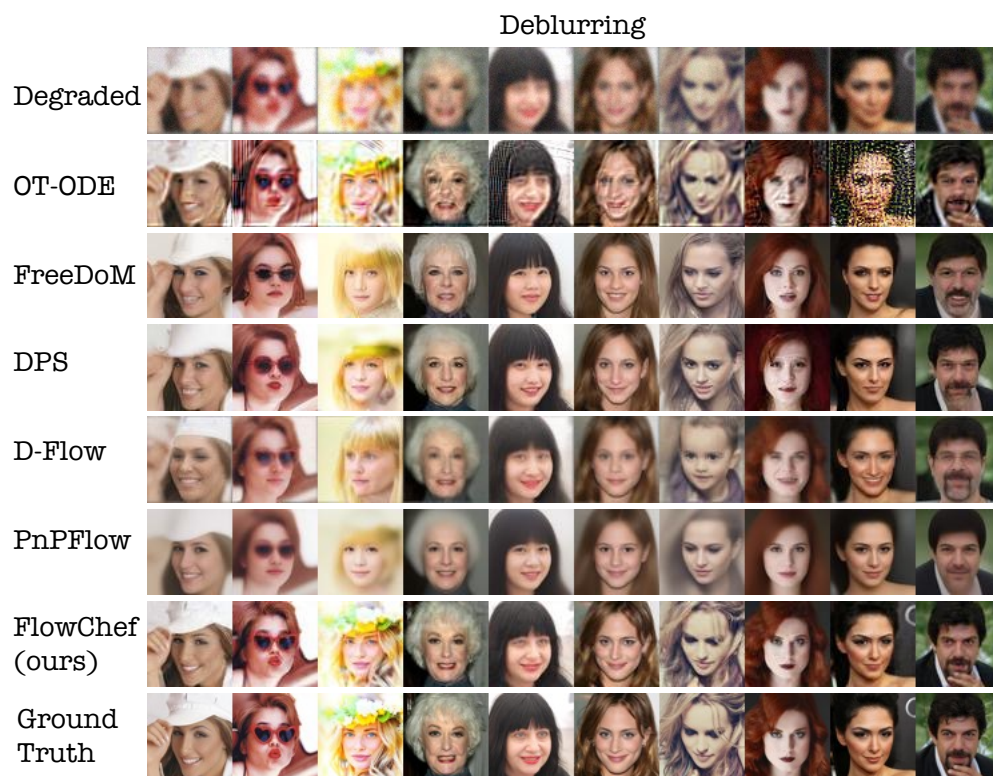 Deblurring
Degraded
OT-ODE
FreeDoM
DPS
D-Flow
PnPFlow
FlowChef
(ours)
Ground
Truth